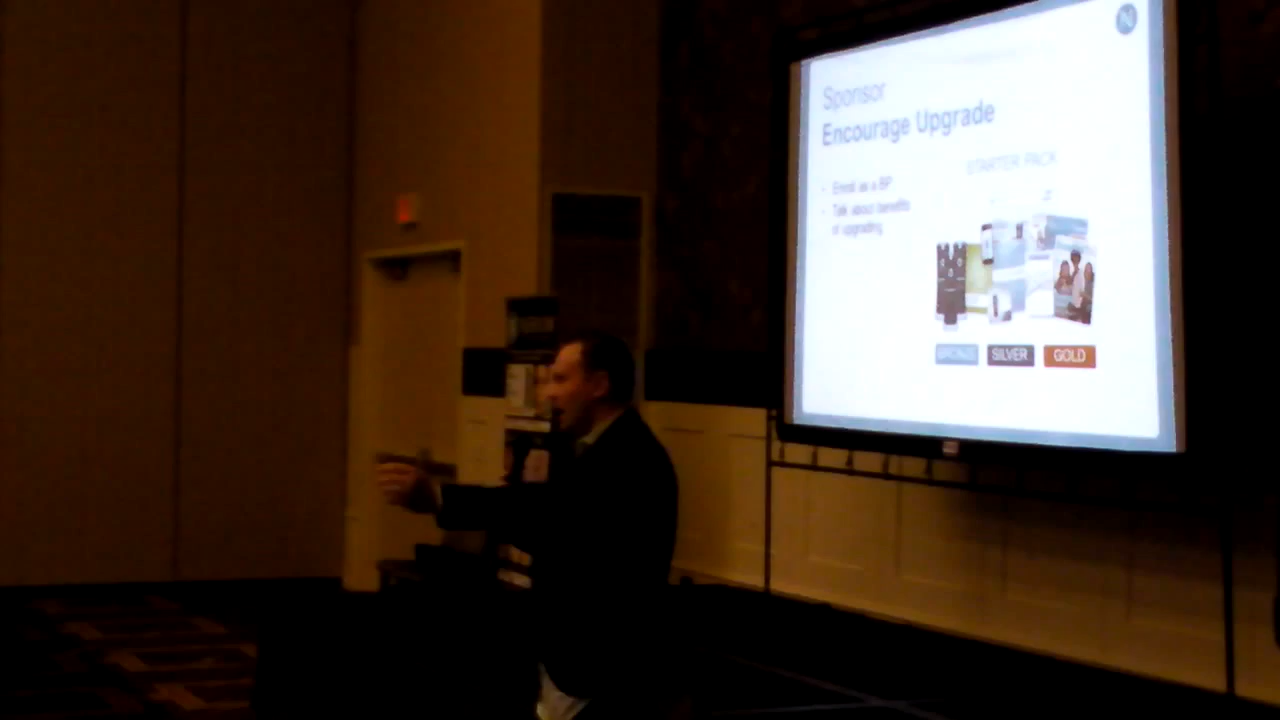 N
Sponsor
Encourage Upgrade
STARTER PACK
• Enroll as a BP
• Talk about benefits
of upgrading
BRONZE SILVER GOLD